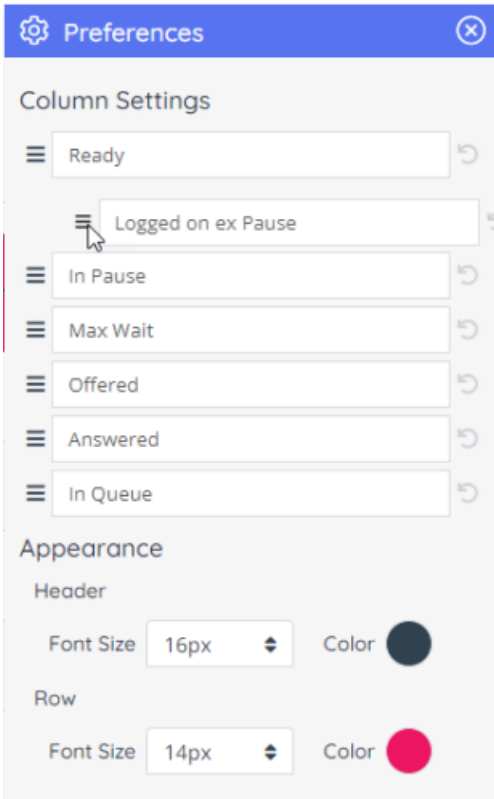 Preferences
Column Settings
Ready
Logged on ex Pause
In Pause
Max Wait
Offered
Answered
In Queue
Appearance
Header
Font Size 16px Color
Row
Font Size 14px Color